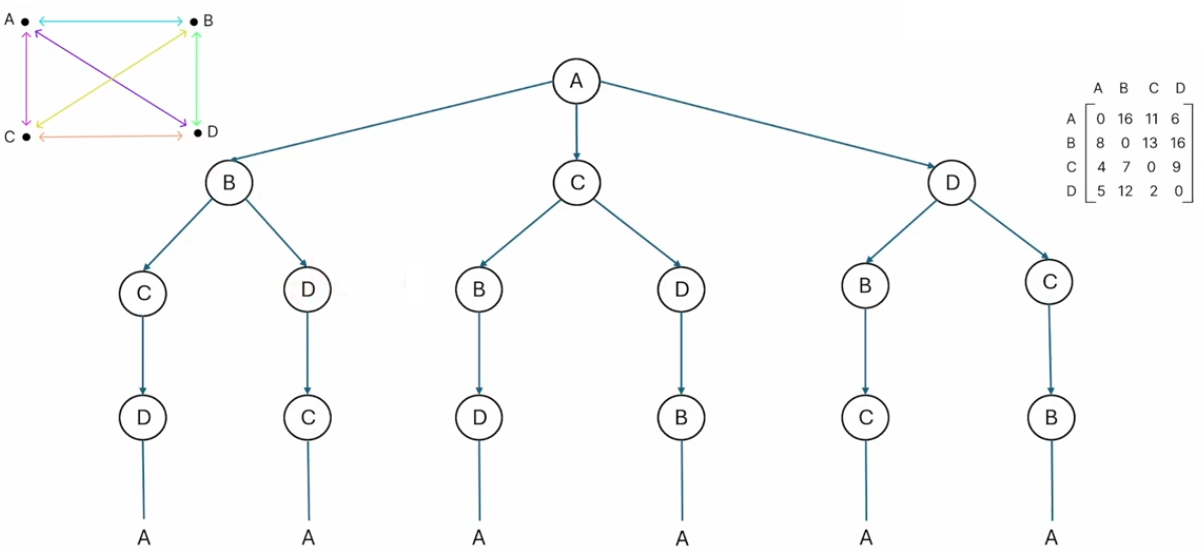 A B
C D
A
B C D
C D B D B C
D C D B C B
A A A A A A
A B C D
A 0 16 11 6
B 8 0 13 16
C 4 7 0 9
D 5 12 2 0